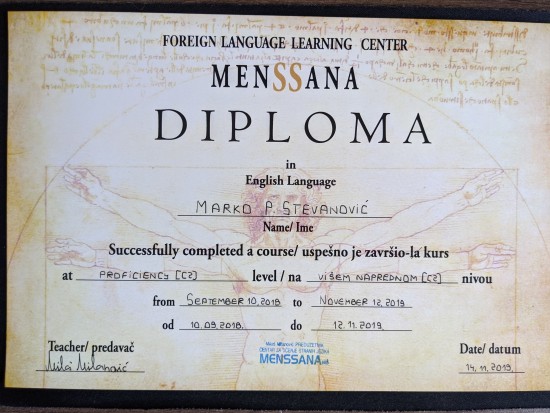 FOREIGN LANGUAGE LEARNING CENTER
MENSSANA
DIPLOMA
in
English Language
MARKO P. STEVANOVIĆ
Name/ Ime
Successfully completed a course/ uspešno je završio-la kurs
at PROFICIENCY [C2] level / na VIŠEM NAPREDNOM [C2] nivou
from SEPTEMBER 10.2018 to NOVEMBER 12.2019
od 10.09.2018. do 12.11.2019
Teacher/ predavač
MENSSANA
Date/ datum
14.11.2019.